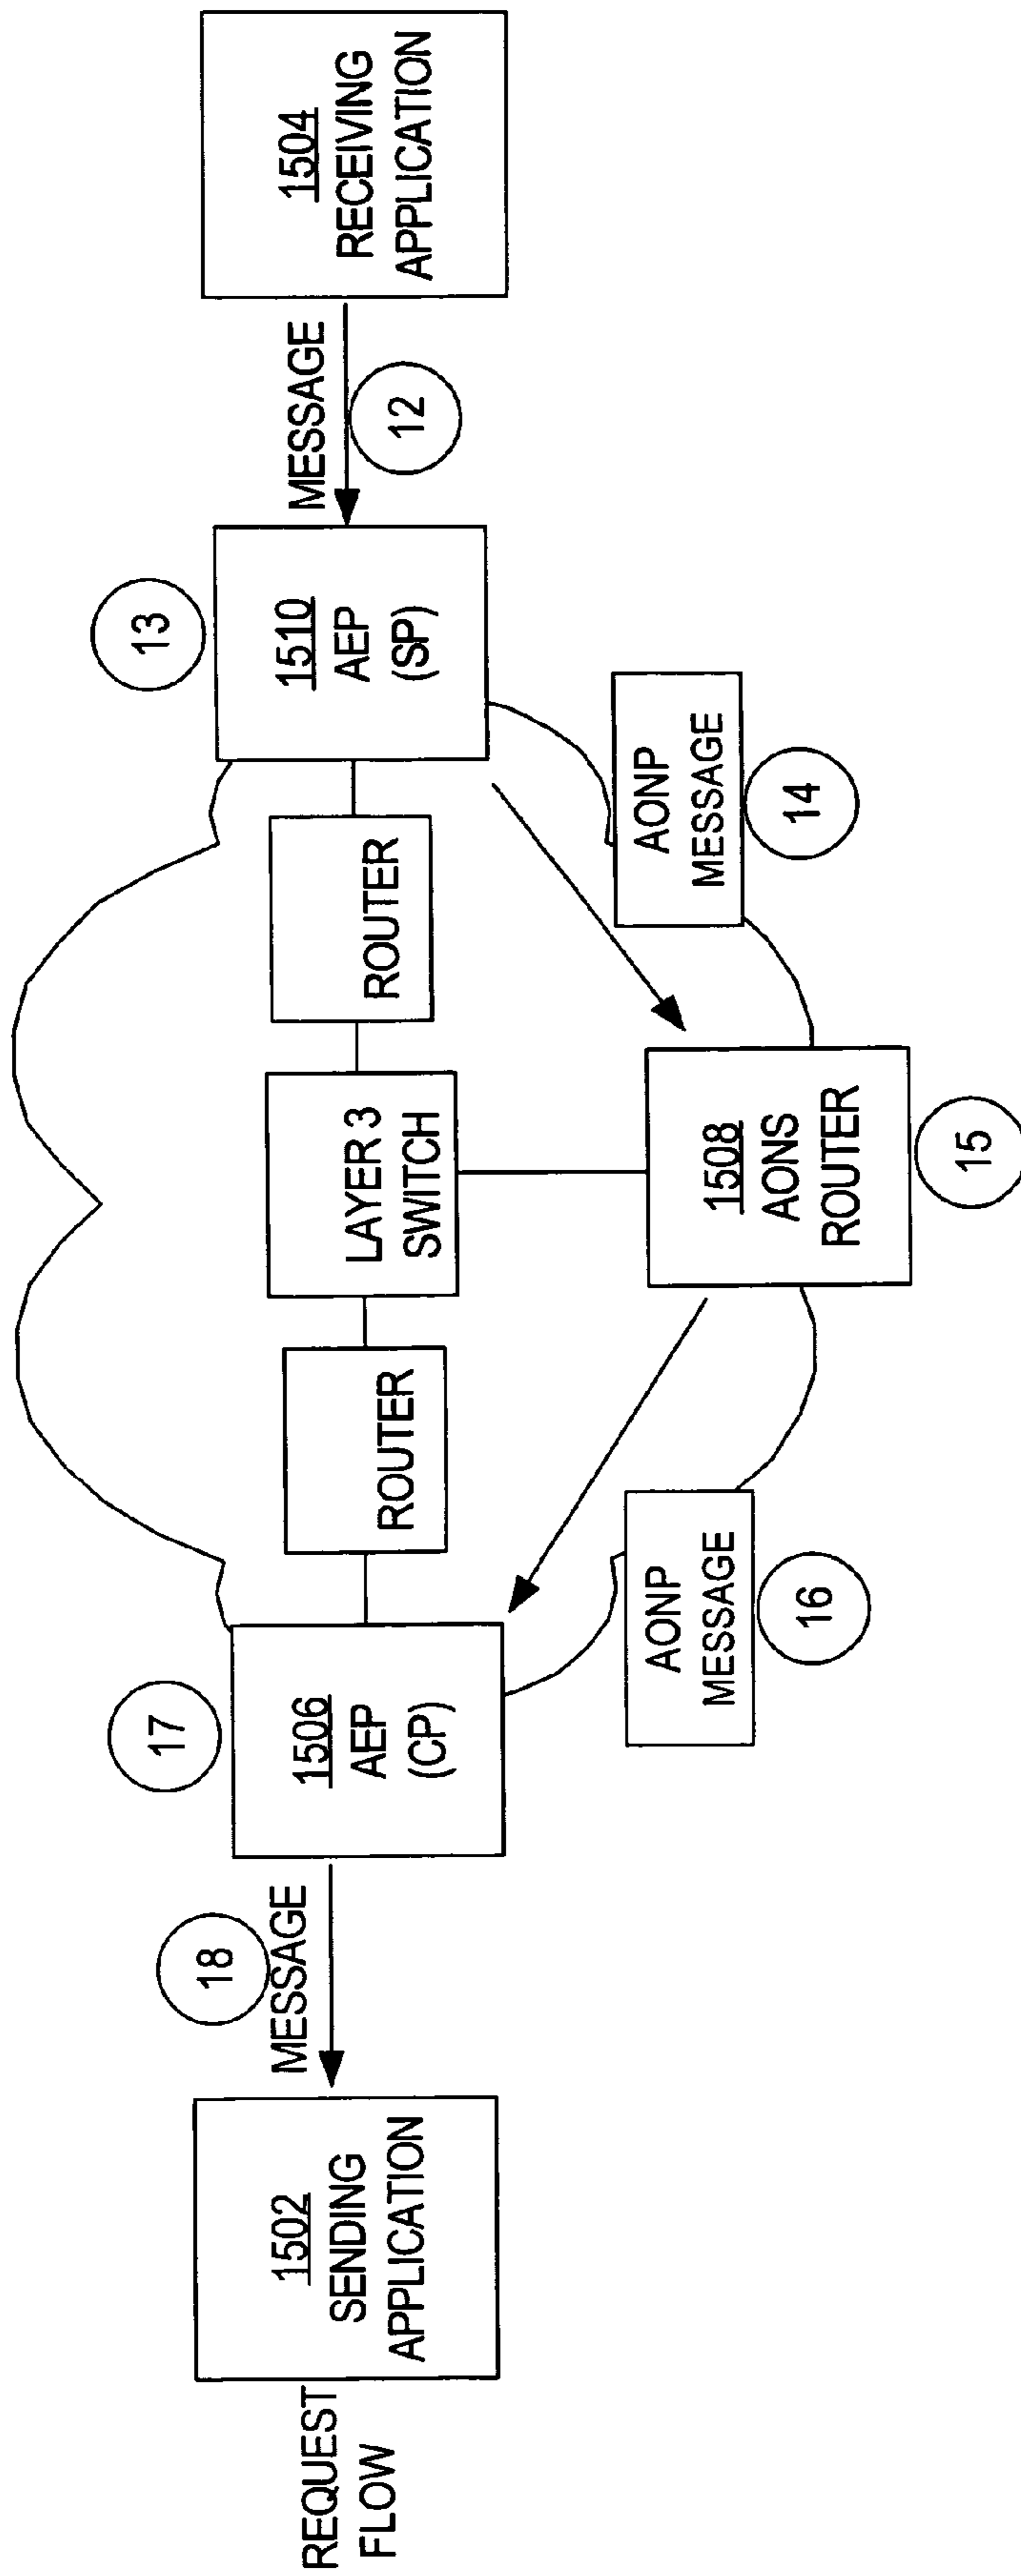 REQUEST
FLOW
1502
SENDING
APPLICATION
18
MESSAGE
17
1506
AEP
(CP)
AONP
MESSAGE
16
ROUTER
LAYER 3
SWITCH
1508
AONS
ROUTER
15
ROUTER
AONP
MESSAGE
14
13
1510
AEP
(SP)
MESSAGE
12
1504
RECEIVING
APPLICATION